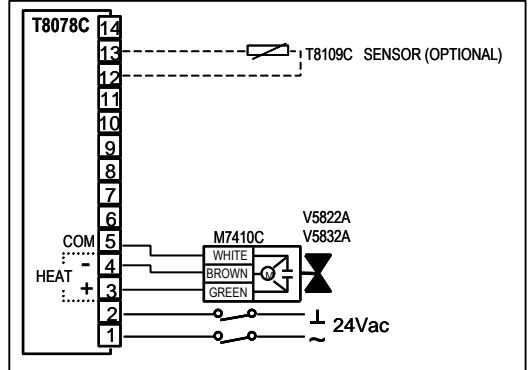 T8078C
14
13
12
11
10
9
8
7
6
5
4
3
2
1
T8109C SENSOR (OPTIONAL)
COM
HEAT
-
+
M7410C
WHITE
BROWN
GREEN
M
V5822A
V5832A
24Vac
~